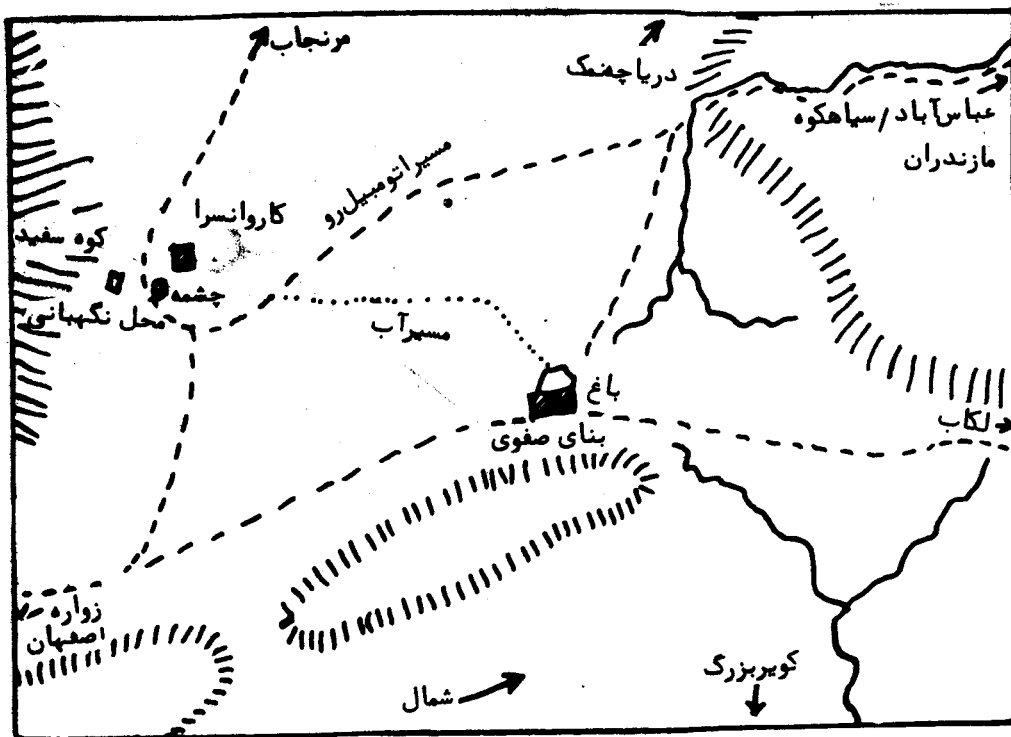 مرنجاب
دریاچه‌نمک
عباس‌آباد/سیاهکوه
مازندران
مسیر اتومبیل‌رو
کاروانسرا
کوه سفید
چشمه
محل نگهبانی
مسیر آب
باغ
بنای صفوی
لکاب
زواره
اصفهان
کویر بزرگ
شمال